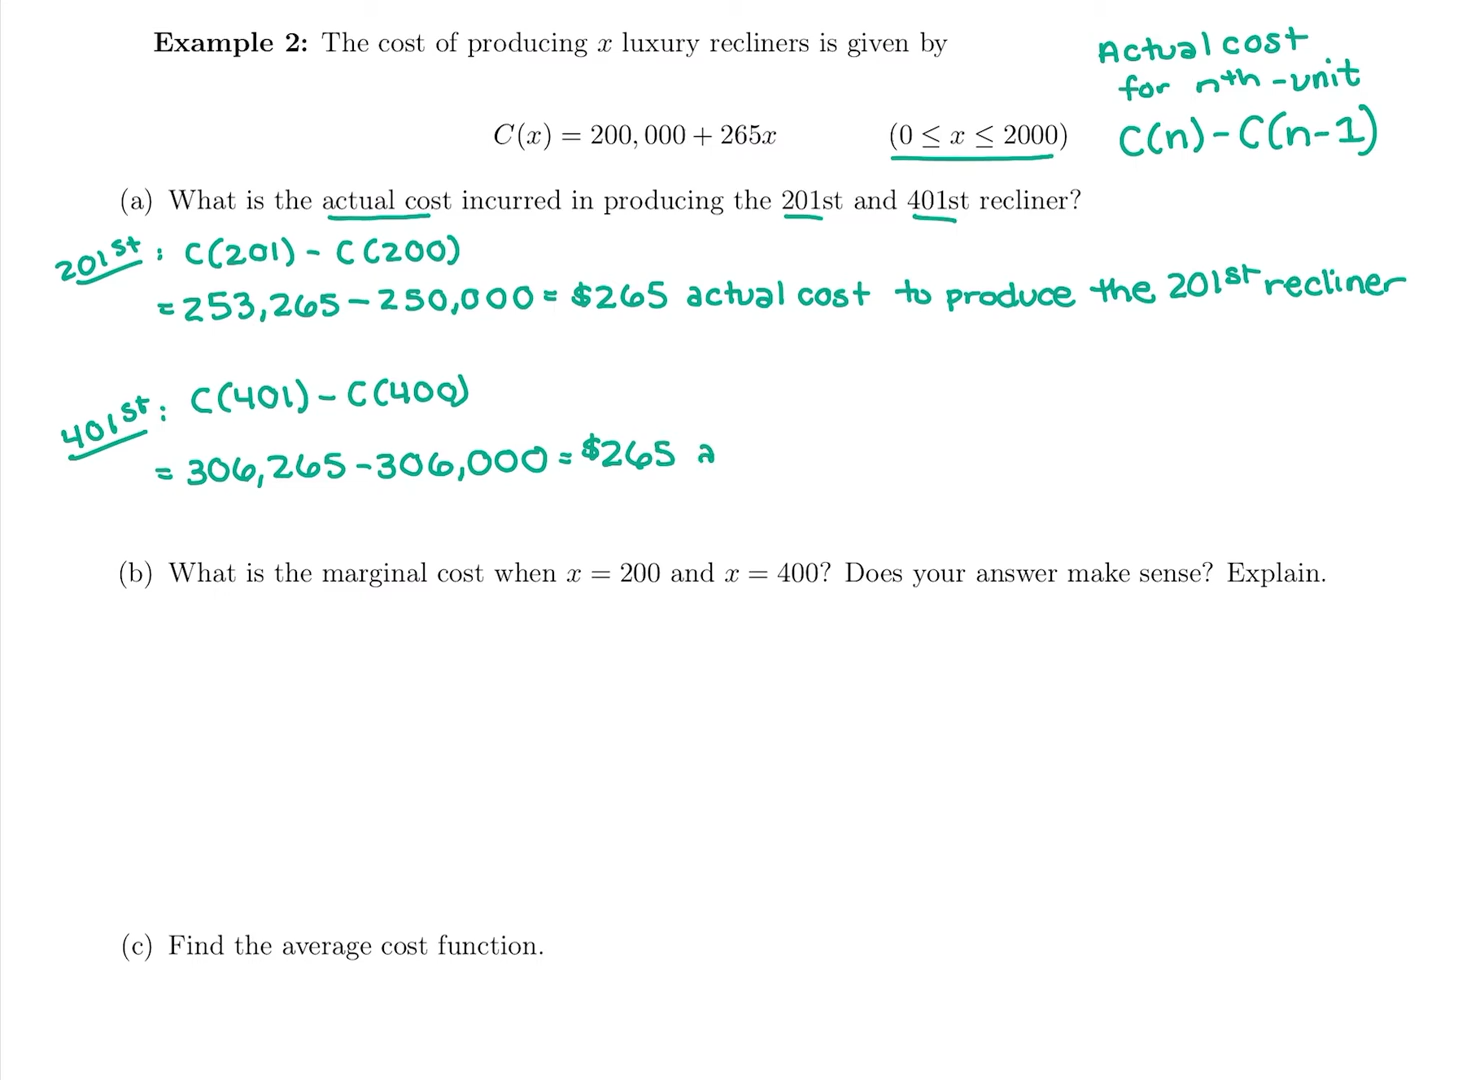 Example 2: The cost of producing x luxury recliners is given by
Actual cost
for nth-unit
C(n)-C(n-1)
C(x) = 200,000 + 265x (0 ≤ x ≤ 2000)
(a) What is the actual cost incurred in producing the 201st and 401st recliner?
201st: C(201) - C(200)
= 253,265 - 250,000 = $265 actual cost to produce the 201st recliner
401st: C(401) - C(400)
= 306,265 - 306,000 = $265 a
(b) What is the marginal cost when x = 200 and x = 400? Does your answer make sense? Explain.
(c) Find the average cost function.